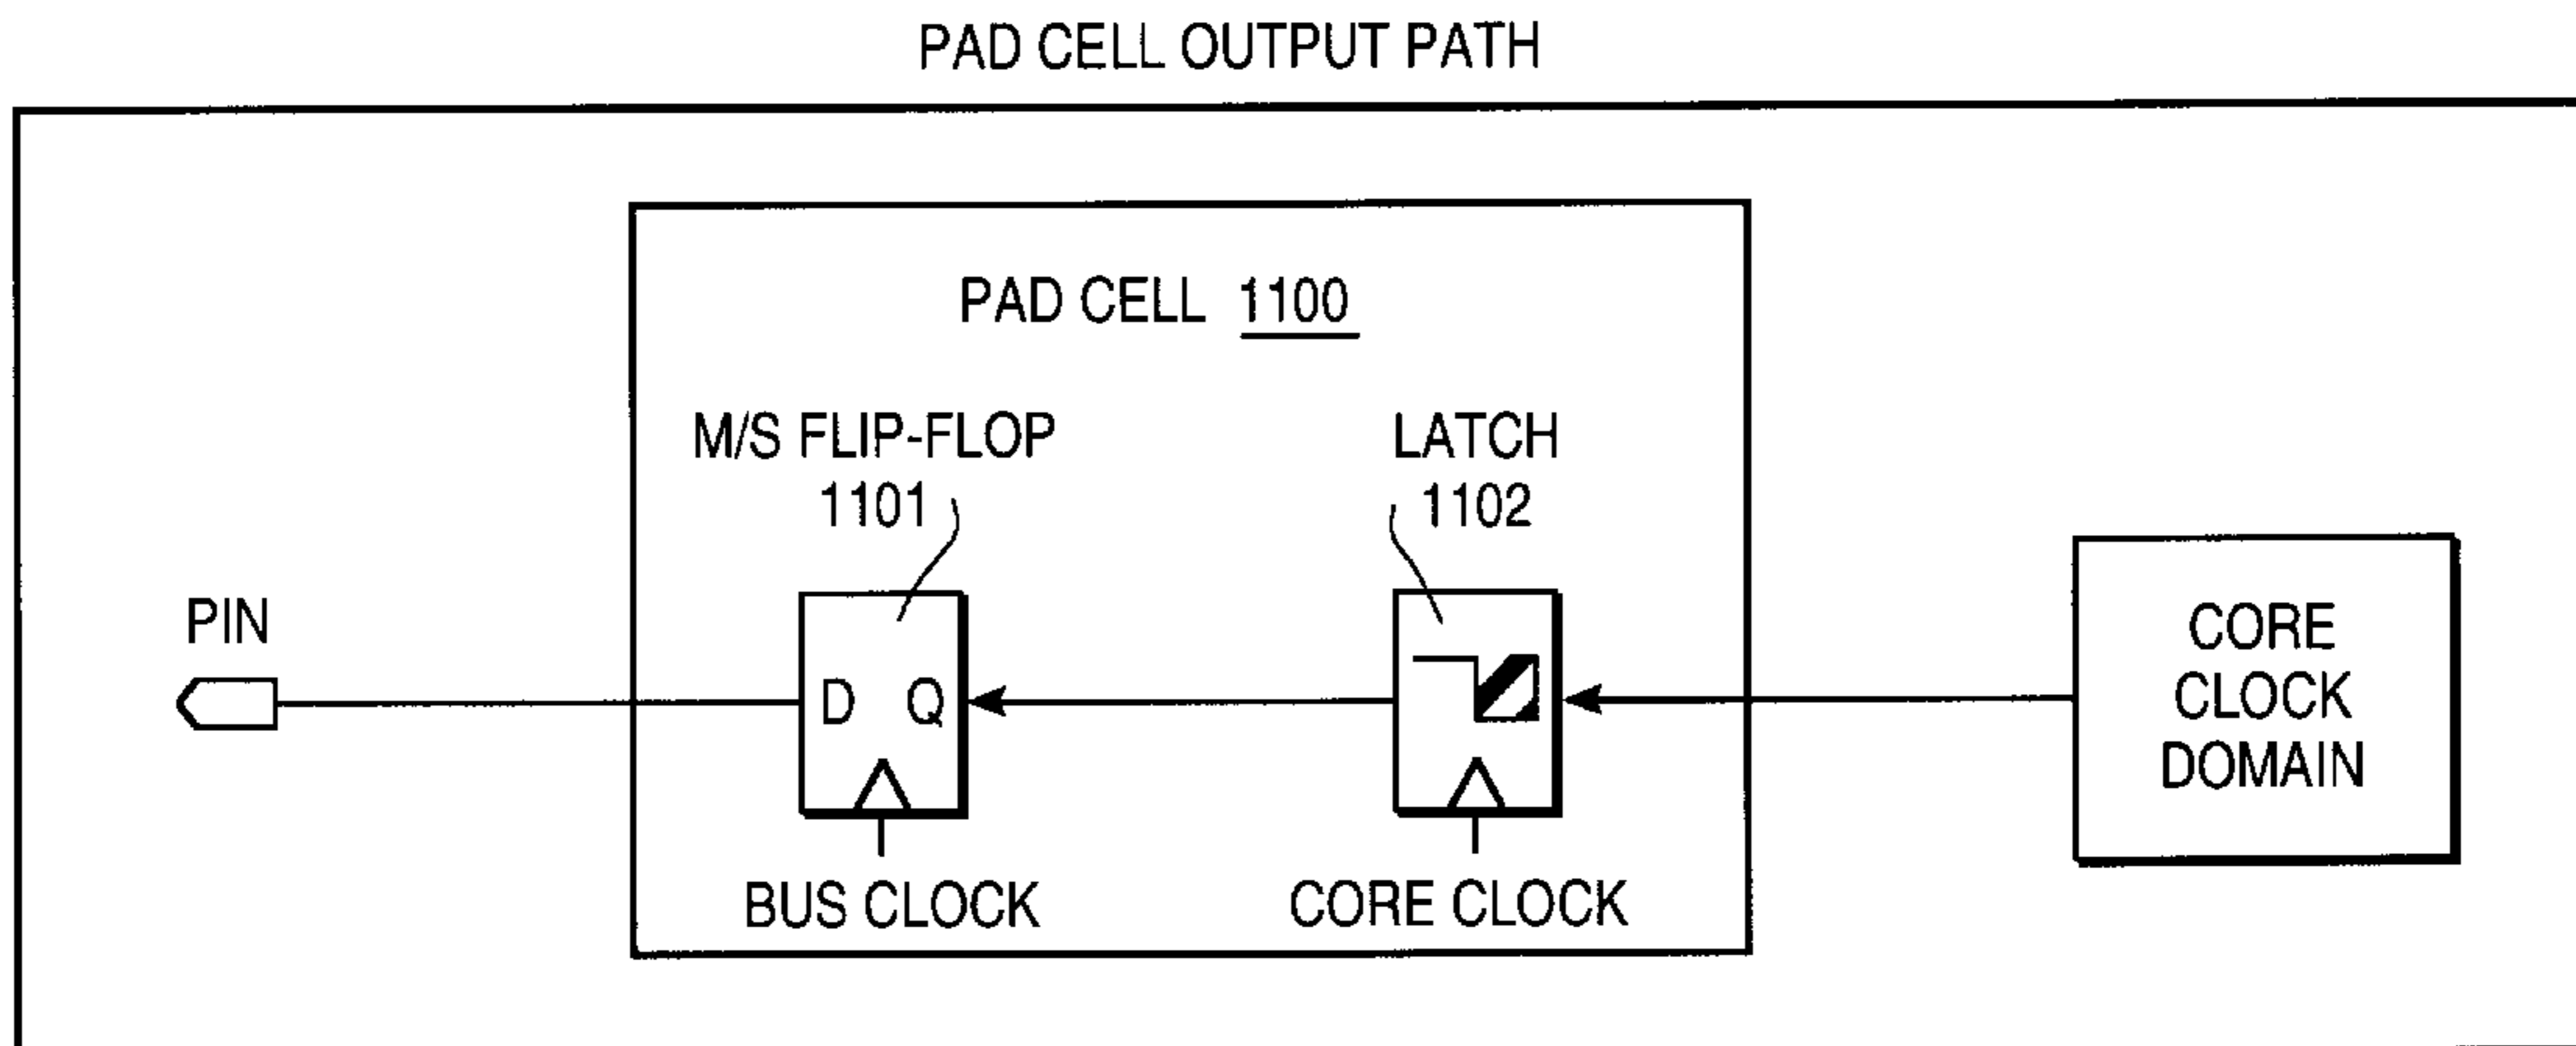 PAD CELL OUTPUT PATH
PAD CELL 1100
M/S FLIP-FLOP
1101
LATCH
1102
PIN
D Q
CORE
CLOCK
DOMAIN
BUS CLOCK
CORE CLOCK